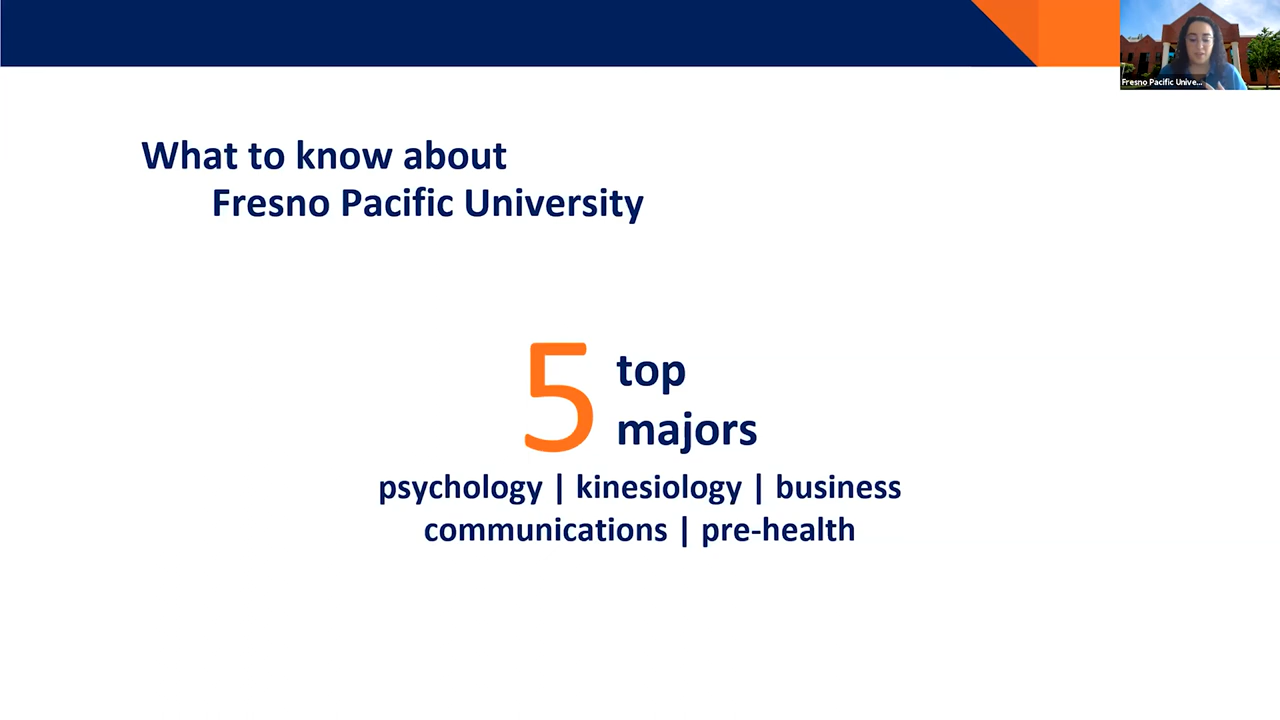 Fresno Pacific Unive...
What to know about
Fresno Pacific University
5 top
majors
psychology | kinesiology | business
communications | pre-health